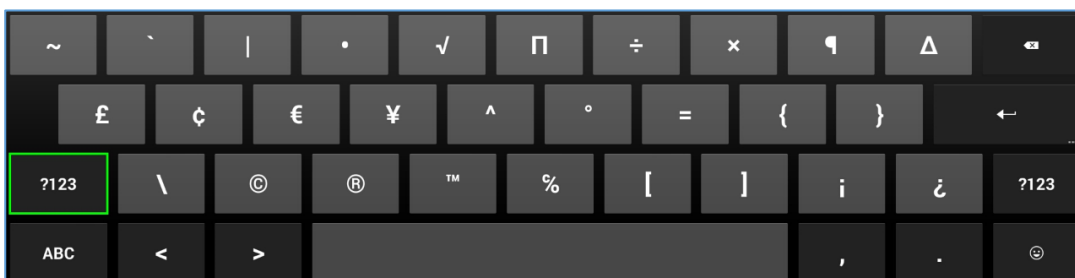 ~ ` | • √ Π ÷ × ¶ Δ
£ ¢ € ¥ ^ ° = { }
?123 \ © ® ™ ℅ [ ] ¡ ¿ ?123
ABC < > , .